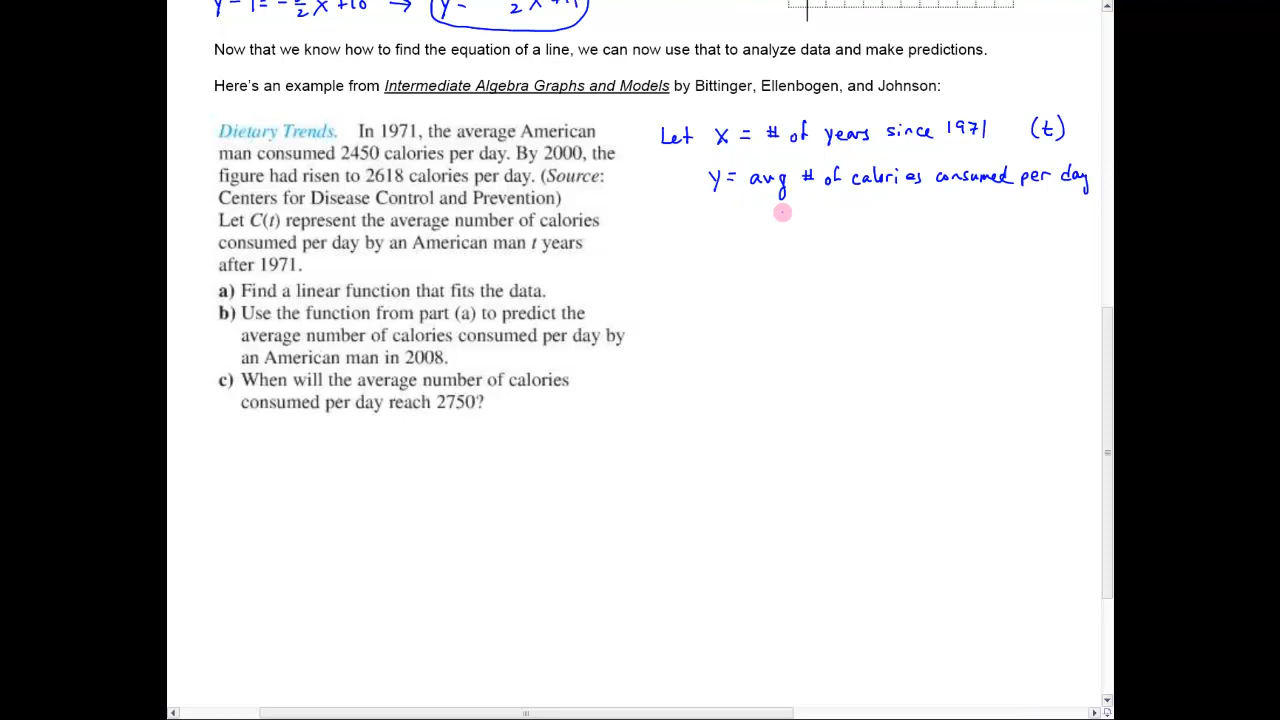 y - 1 = - x + 10 → y = 2 x
Now that we know how to find the equation of a line, we can now use that to analyze data and make predictions.
Here's an example from Intermediate Algebra Graphs and Models by Bittinger, Ellenbogen, and Johnson:
Dietary Trends. In 1971, the average American
man consumed 2450 calories per day. By 2000, the
figure had risen to 2618 calories per day. (Source:
Centers for Disease Control and Prevention)
Let C(t) represent the average number of calories
consumed per day by an American man t years
after 1971.
a) Find a linear function that fits the data.
b) Use the function from part (a) to predict the
average number of calories consumed per day by
an American man in 2008.
c) When will the average number of calories
consumed per day reach 2750?
Let x = # of years since 1971 (t)
y = avg # of calories consumed per day